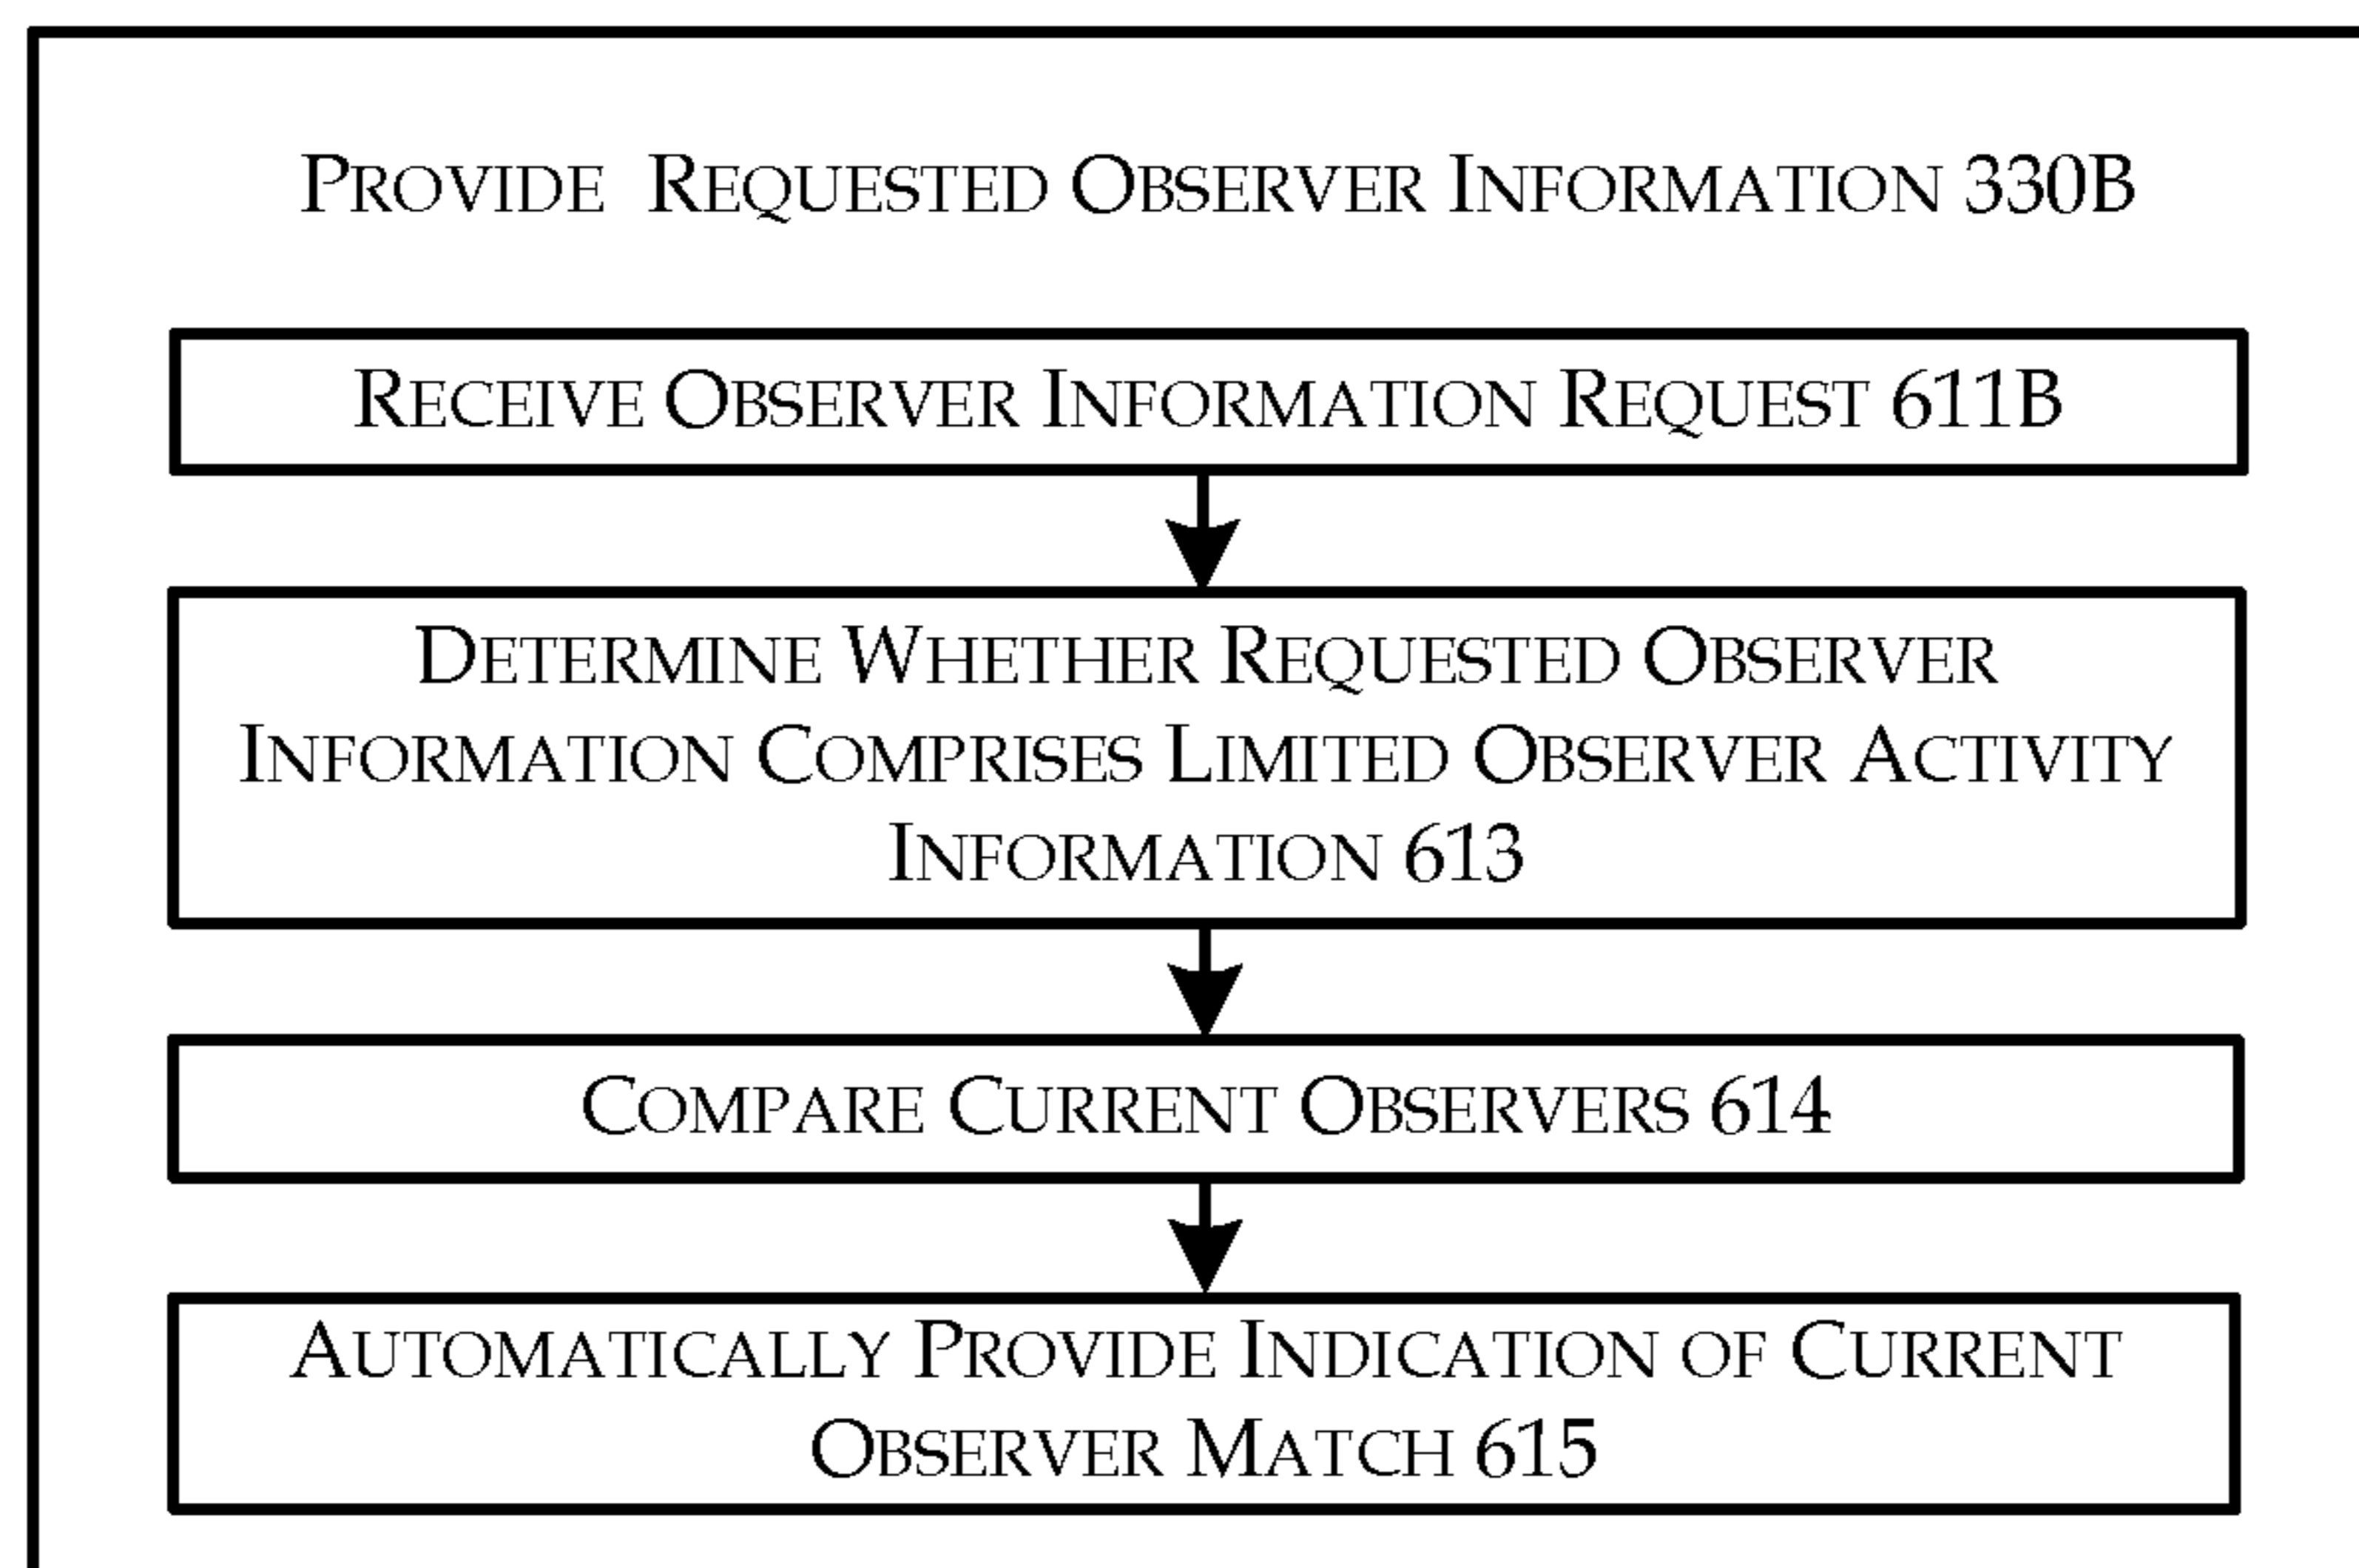 Provide Requested Observer Information 330B
Receive Observer Information Request 611B
Determine Whether Requested Observer
Information Comprises Limited Observer Activity
Information 613
Compare Current Observers 614
Automatically Provide Indication of Current
Observer Match 615